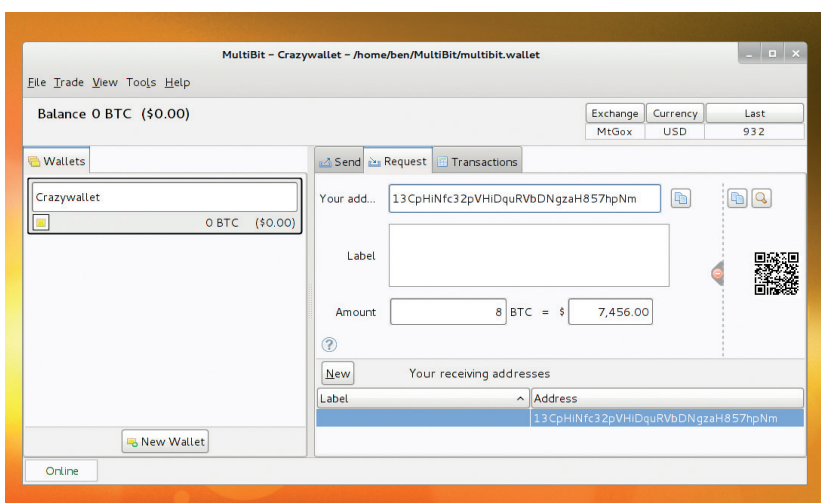 MultiBit – Crazywallet – /home/ben/MultiBit/multibit.wallet
File Trade View Tools Help
Balance 0 BTC ($0.00)
Exchange Currency Last
MtGox USD 932
Wallets
Send Request Transactions
Crazywallet
0 BTC ($0.00)
Your add... 13CpHiNfc32pVHiDquRVbDNgzaH857hpNm
Label
Amount 8 BTC = $ 7,456.00
New Your receiving addresses
Label Address
13CpHiNfc32pVHiDquRVbDNgzaH857hpNm
New Wallet
Online